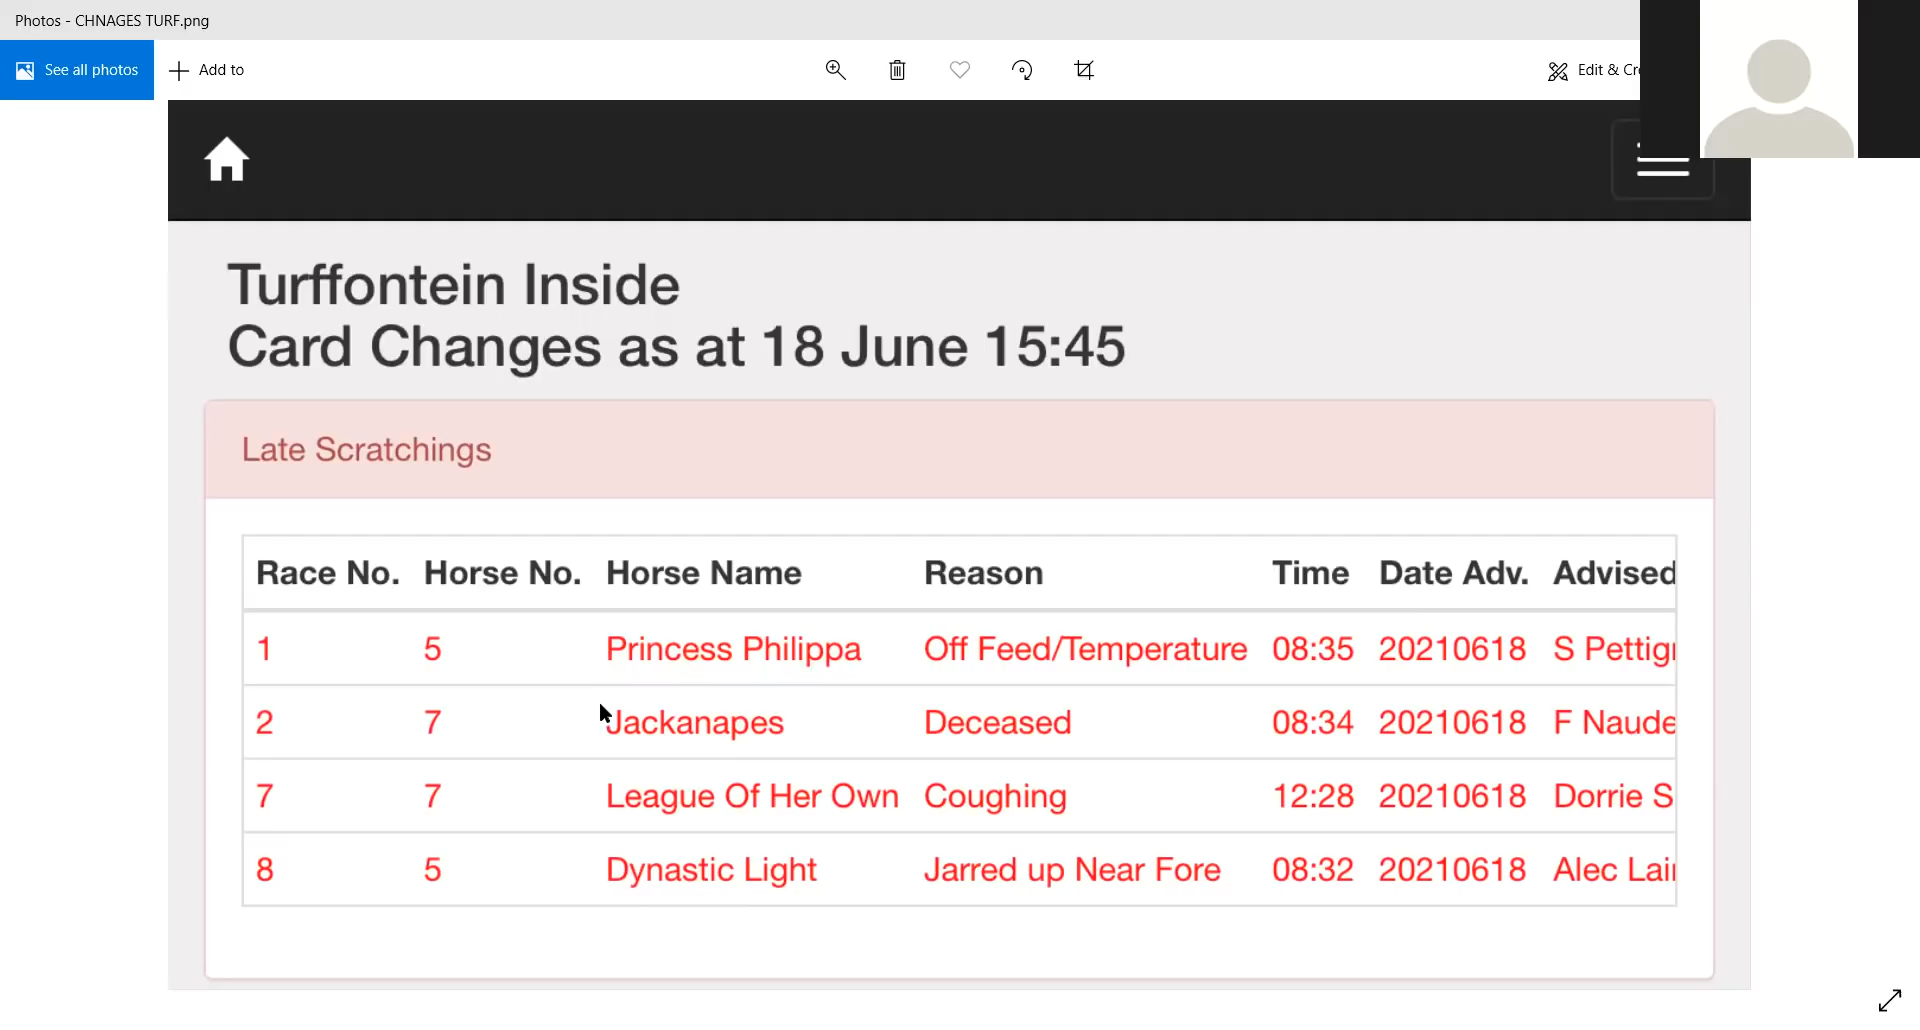 Photos - CHNAGES TURF.png
See all photos Add to Edit &
Turffontein Inside
Card Changes as at 18 June 15:45
Late Scratchings
Race No. Horse No. Horse Name Reason Time Date Adv. Advised
1 5 Princess Philippa Off Feed/Temperature 08:35 20210618 S
2 7 Jackanapes Deceased 08:34 20210618 F Naude
7 7 League Of Her Own Coughing 12:28 20210618 Dorrie S
8 5 Dynastic Light Jarred up Near Fore 08:32 20210618 Alec